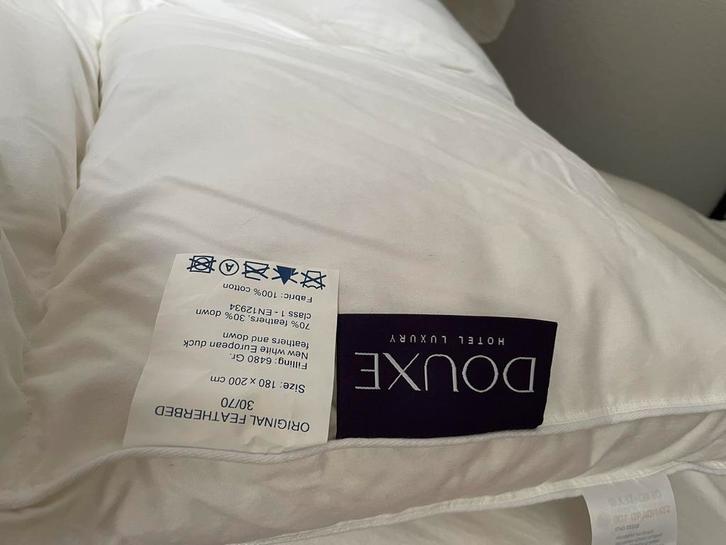 ORIGINAL FEATHERBED
30/70
Size: 180 x 200 cm
Filling: 6480 Gr.
New white European duck
feathers and down
70% feathers, 30% down
class 1 - EN12934
Fabric: 100% cotton
A
DOUXE
HOTEL LUXURY